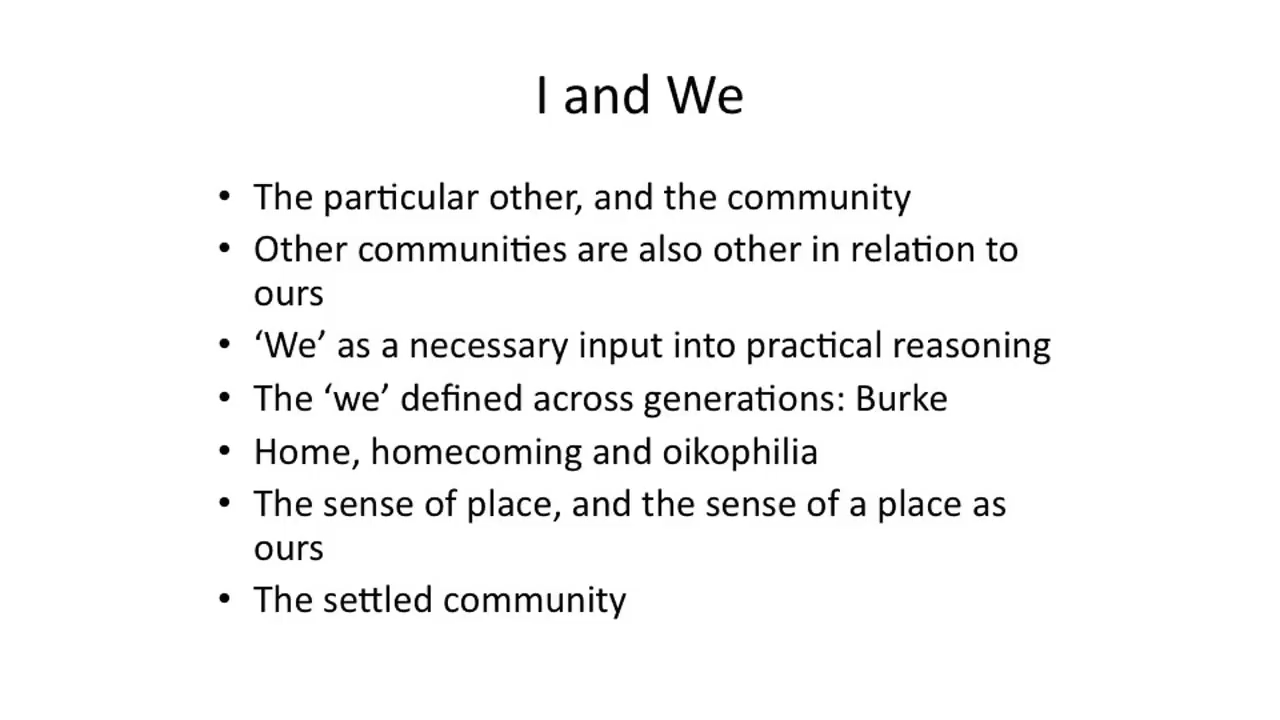 I and We
• The particular other, and the community
• Other communities are also other in relation to
ours
• ‘We’ as a necessary input into practical reasoning
• The ‘we’ defined across generations: Burke
• Home, homecoming and oikophilia
• The sense of place, and the sense of a place as
ours
• The settled community